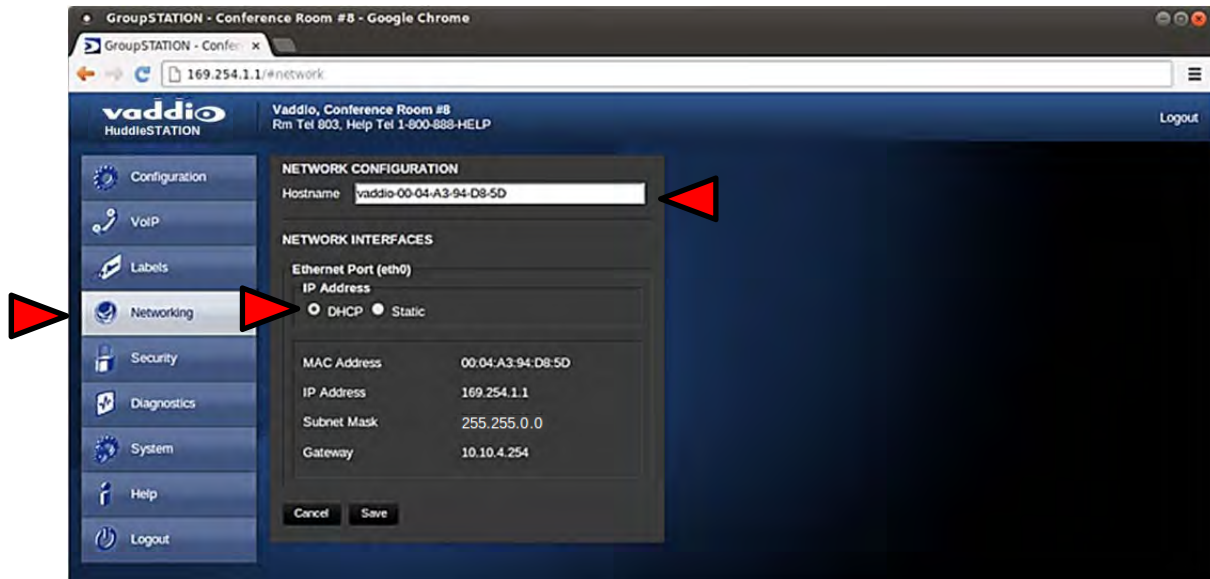 GroupSTATION - Conference Room #8 - Google Chrome
GroupSTATION - Confer x
169.254.1.1/#network
vaddio
HuddleSTATION
Vaddio, Conference Room #8
Rm Tel 803, Help Tel 1-800-888-HELP
Logout
Configuration
VoIP
Labels
Networking
Security
Diagnostics
System
Help
Logout
NETWORK CONFIGURATION
Hostname vaddio-00-04-A3-94-D8-5D
NETWORK INTERFACES
Ethernet Port (eth0)
IP Address
DHCP Static
MAC Address 00:04:A3:94:D8:5D
IP Address 169.254.1.1
Subnet Mask 255.255.0.0
Gateway 10.10.4.254
Cancel Save